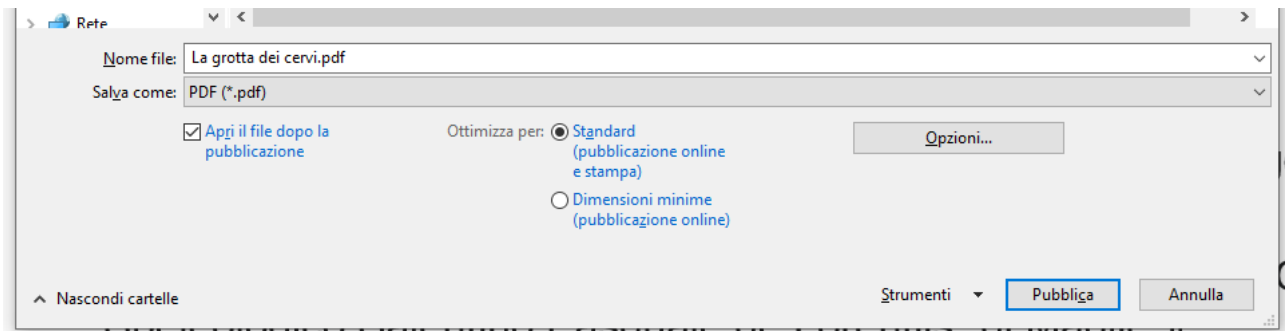 Rete
Nome file: La grotta dei cervi.pdf
Salva come: PDF (*.pdf)
Apri il file dopo la
pubblicazione
Ottimizza per: Standard
(pubblicazione online
e stampa)
Dimensioni minime
(pubblicazione online)
Opzioni...
Nascondi cartelle
Strumenti
Pubblica
Annulla